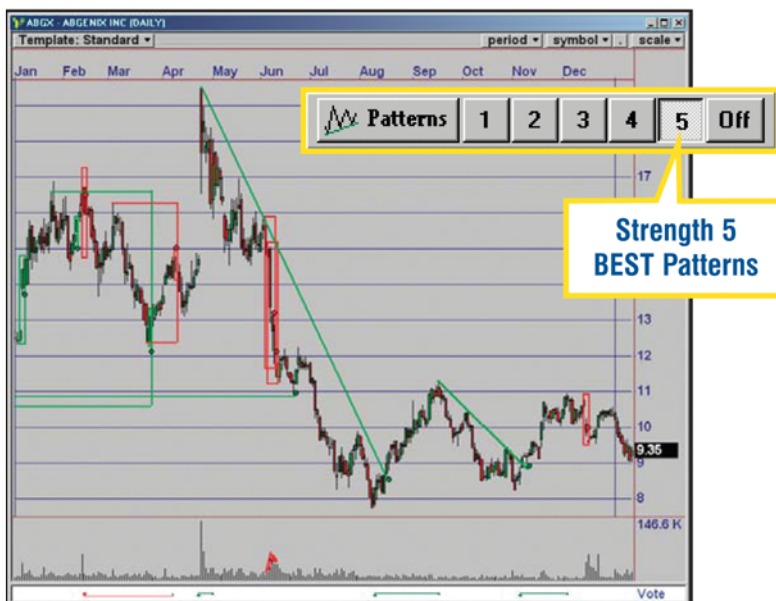 ABGX - ABGENIX INC (DAILY)
Template: Standard period symbol . scale
Jan Feb Mar Apr May Jun Jul Aug Sep Oct Nov Dec
Patterns 1 2 3 4 5 Off
17
Strength 5
BEST Patterns
13
12
11
10
9.35
9
8
146.6 K
Vote